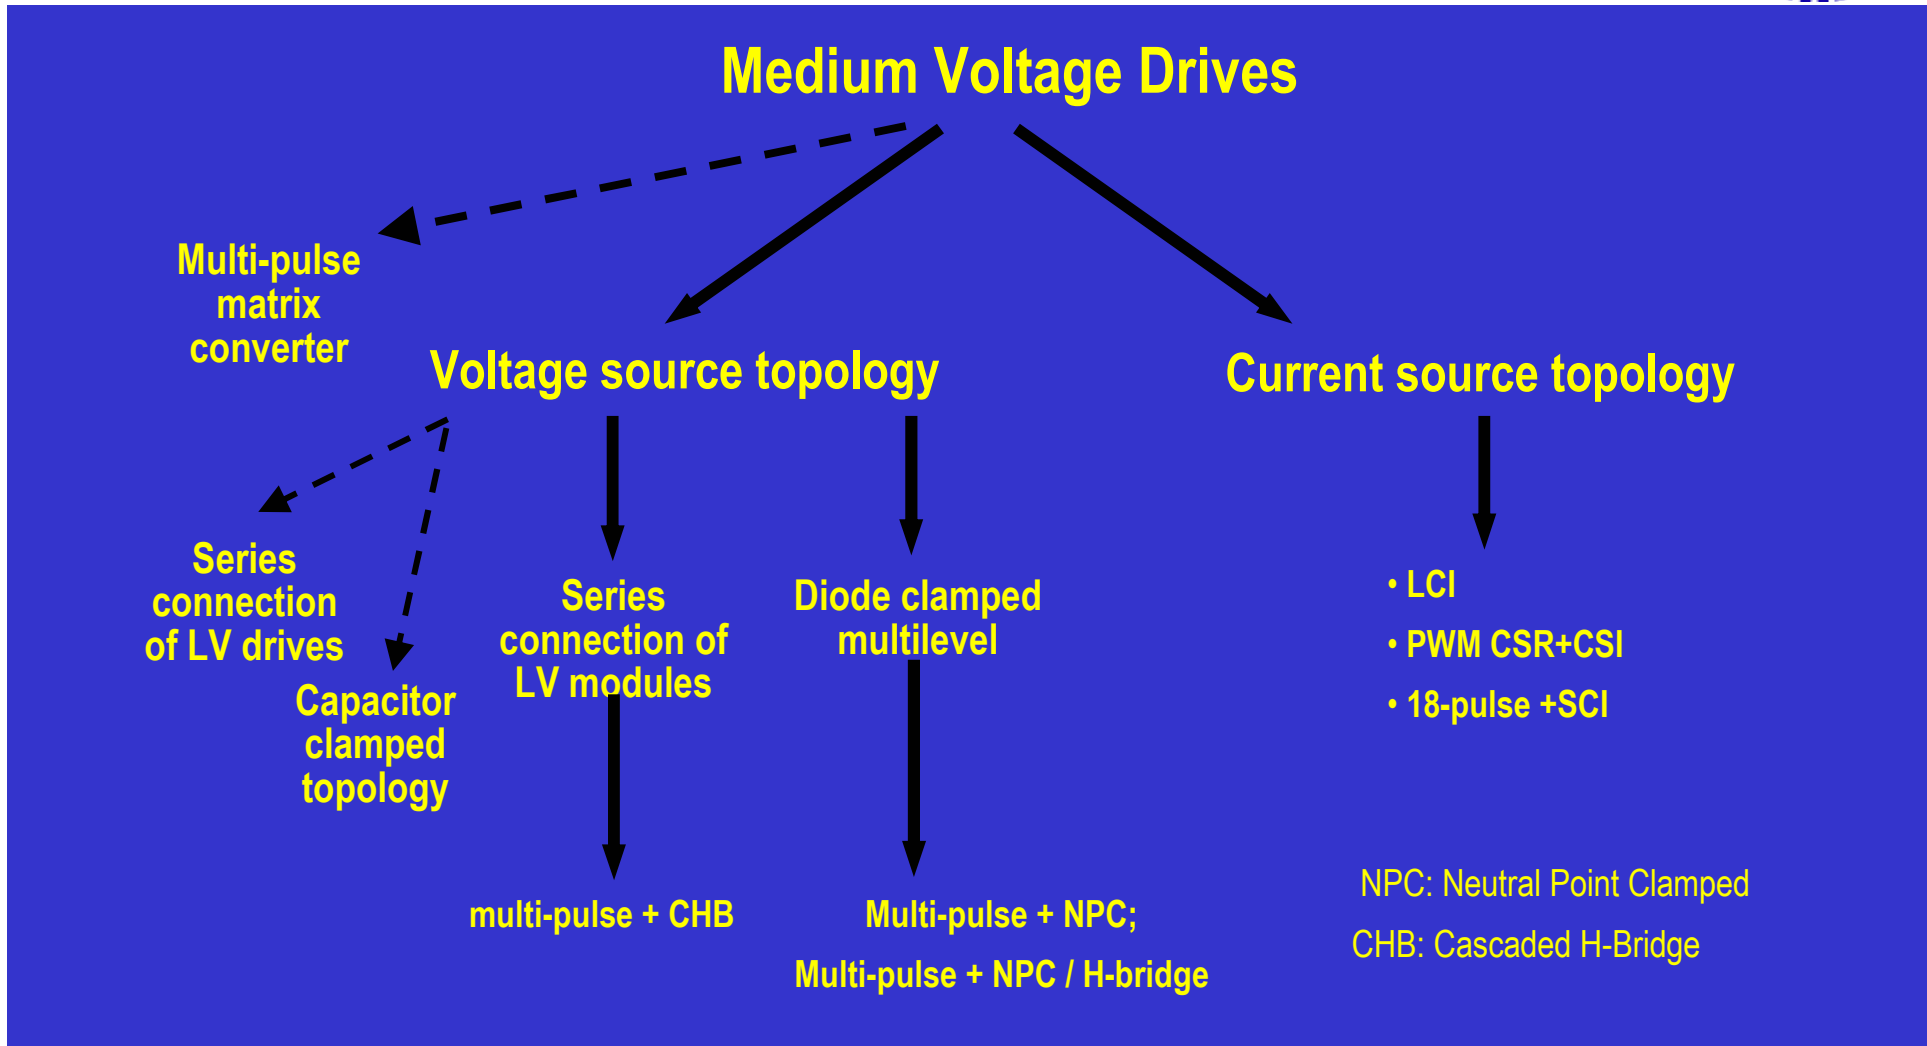 Medium Voltage Drives
Multi-pulse
matrix
converter
Voltage source topology
Current source topology
Series
connection
of LV drives
Capacitor
clamped
topology
Series
connection of
LV modules
Diode clamped
multilevel
• LCI
• PWM CSR+CSI
• 18-pulse +SCI
multi-pulse + CHB
Multi-pulse + NPC;
Multi-pulse + NPC / H-bridge
NPC: Neutral Point Clamped
CHB: Cascaded H-Bridge